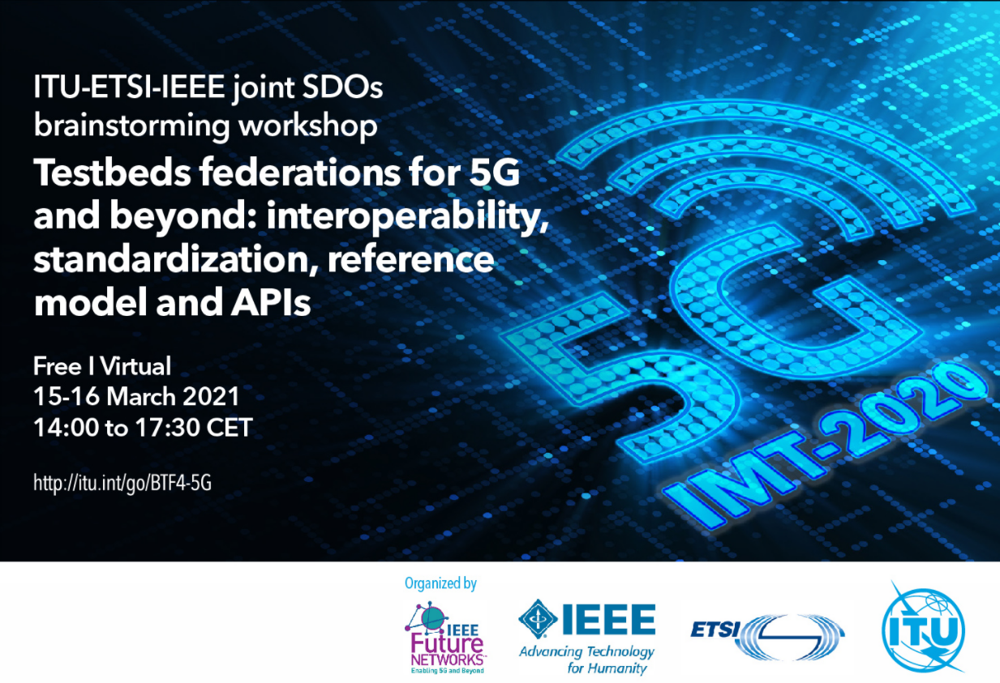 ITU-ETSI-IEEE joint SDOs
brainstorming workshop
Testbeds federations for 5G
and beyond: interoperability,
standardization, reference
model and APIs
Free I Virtual
15-16 March 2021
14:00 to 17:30 CET
http://itu.int/go/BTF4-5G
5G
IMT-2020
Organized by
IEEE
Future
NETWORKS™
Enabling 5G and Beyond
IEEE
Advancing Technology
for Humanity
ETSI
ITU